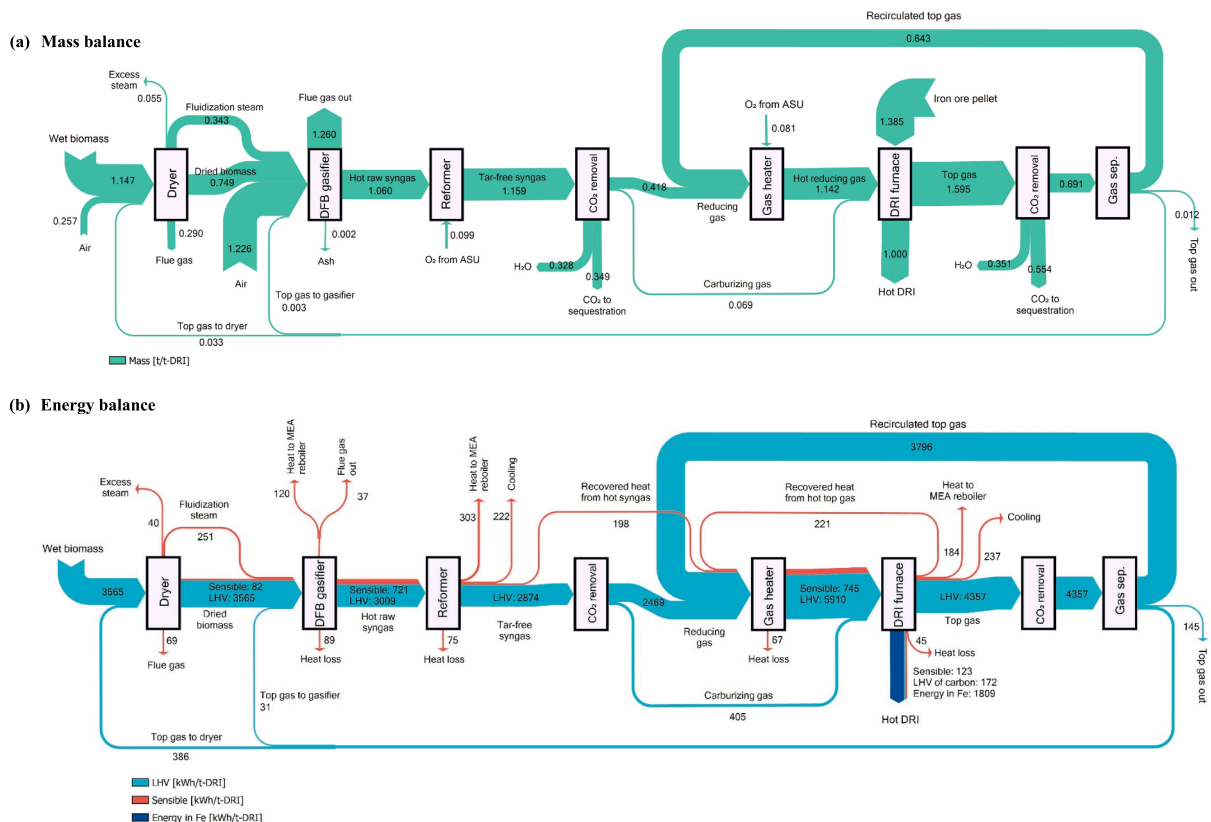 (a) Mass balance
Recirculated top gas
0.643
Excess
steam
0.055
Fluidization steam
0.343
Flue gas out
1.260
O₂ from ASU
0.081
Iron ore pellet
1.385
Wet biomass
1.147
Dryer
Dried biomass
0.749
DFB gasifier
Hot raw syngas
1.060
Reformer
Tar-free syngas
1.159
CO₂ removal
0.418
Reducing
gas
Gas heater
Hot reducing gas
1.142
DRI furnace
Top gas
1.595
CO₂ removal
0.691
Gas sep.
0.012
Top gas out
0.257
Air
0.290
Flue gas
1.226
Air
0.002
Ash
0.099
O₂ from ASU
H₂O
0.328
0.349
CO₂ to
sequestration
Carburizing gas
0.069
1.000
Hot DRI
H₂O
0.351
0.554
CO₂ to
sequestration
Top gas to gasifier
0.003
Top gas to dryer
0.033
Mass [t/t-DRI]
(b) Energy balance
Recirculated top gas
3796
Excess
steam
40
Fluidization
steam
251
Heat to MEA
reboiler
120
Flue gas
out
37
Heat to MEA
reboiler
303
Cooling
222
Recovered heat
from hot syngas
198
Recovered heat
from hot top gas
221
Heat to
MEA reboiler
184
Cooling
237
Wet biomass
3565
Dryer
Sensible: 82
LHV: 3565
Dried
biomass
DFB gasifier
Sensible: 721
LHV: 3009
Hot raw
syngas
Reformer
LHV: 2874
Tar-free
syngas
CO₂ removal
2469
Reducing
gas
Gas heater
Sensible: 745
LHV: 5910
DRI furnace
LHV: 4357
Top gas
CO₂ removal
4357
Gas sep.
145
Top gas out
69
Flue gas
89
Heat loss
75
Heat loss
67
Heat loss
45
Heat loss
Sensible: 123
LHV of carbon: 172
Energy in Fe: 1809
Hot DRI
Carburizing gas
405
Top gas to gasifier
31
Top gas to dryer
386
LHV [kWh/t-DRI]
Sensible [kWh/t-DRI]
Energy in Fe [kWh/t-DRI]